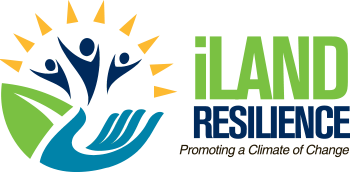 iLAND
RESILIENCE
Promoting a Climate of Change